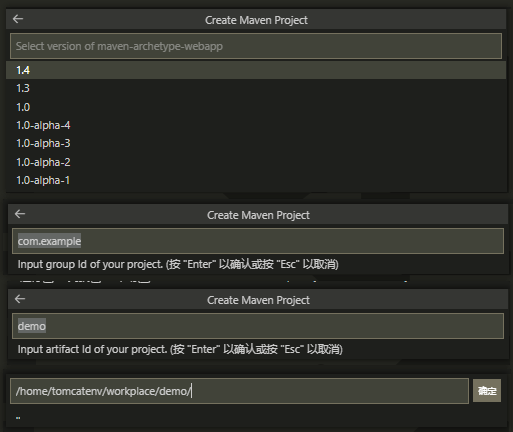 Create Maven Project
Select version of maven-archetype-webapp
1.4
1.3
1.0
1.0-alpha-4
1.0-alpha-3
1.0-alpha-2
1.0-alpha-1
Create Maven Project
com.example
Input group Id of your project. (按 "Enter" 以确认或按 "Esc" 以取消)
Create Maven Project
demo
Input artifact Id of your project. (按 "Enter" 以确认或按 "Esc" 以取消)
/home/tomcatenv/workplace/demo/
确定
..